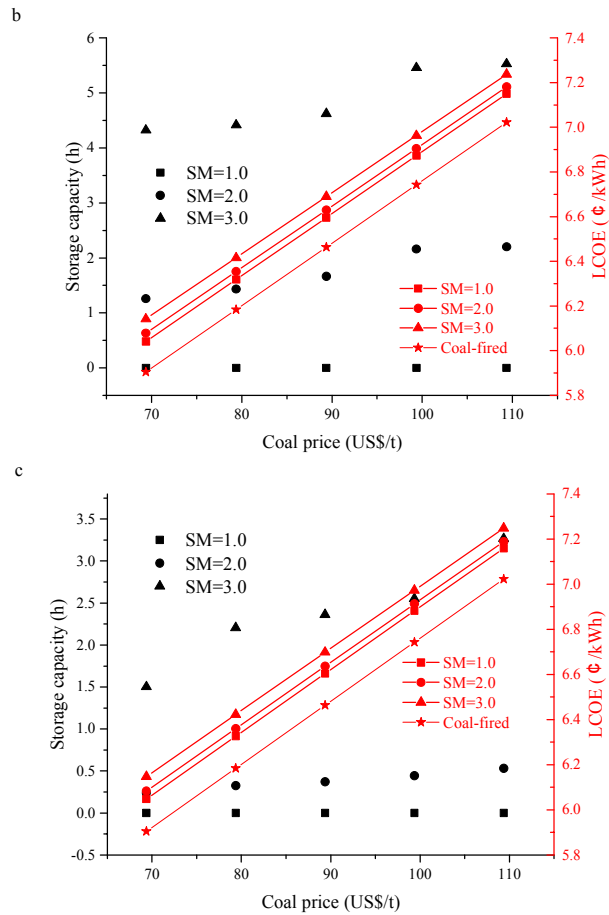 b
6
5
4
3
2
1
0
Storage capacity (h)
SM=1.0
SM=2.0
SM=3.0
SM=1.0
SM=2.0
SM=3.0
Coal-fired
7.4
7.2
7.0
6.8
6.6
6.4
6.2
6.0
5.8
LCOE (¢/kWh)
70 80 90 100 110
Coal price (US$/t)
c
3.5
3.0
2.5
2.0
1.5
1.0
0.5
0.0
-0.5
Storage capacity (h)
SM=1.0
SM=2.0
SM=3.0
SM=1.0
SM=2.0
SM=3.0
Coal-fired
7.4
7.2
7.0
6.8
6.6
6.4
6.2
6.0
5.8
LCOE (¢/kWh)
70 80 90 100 110
Coal price (US$/t)